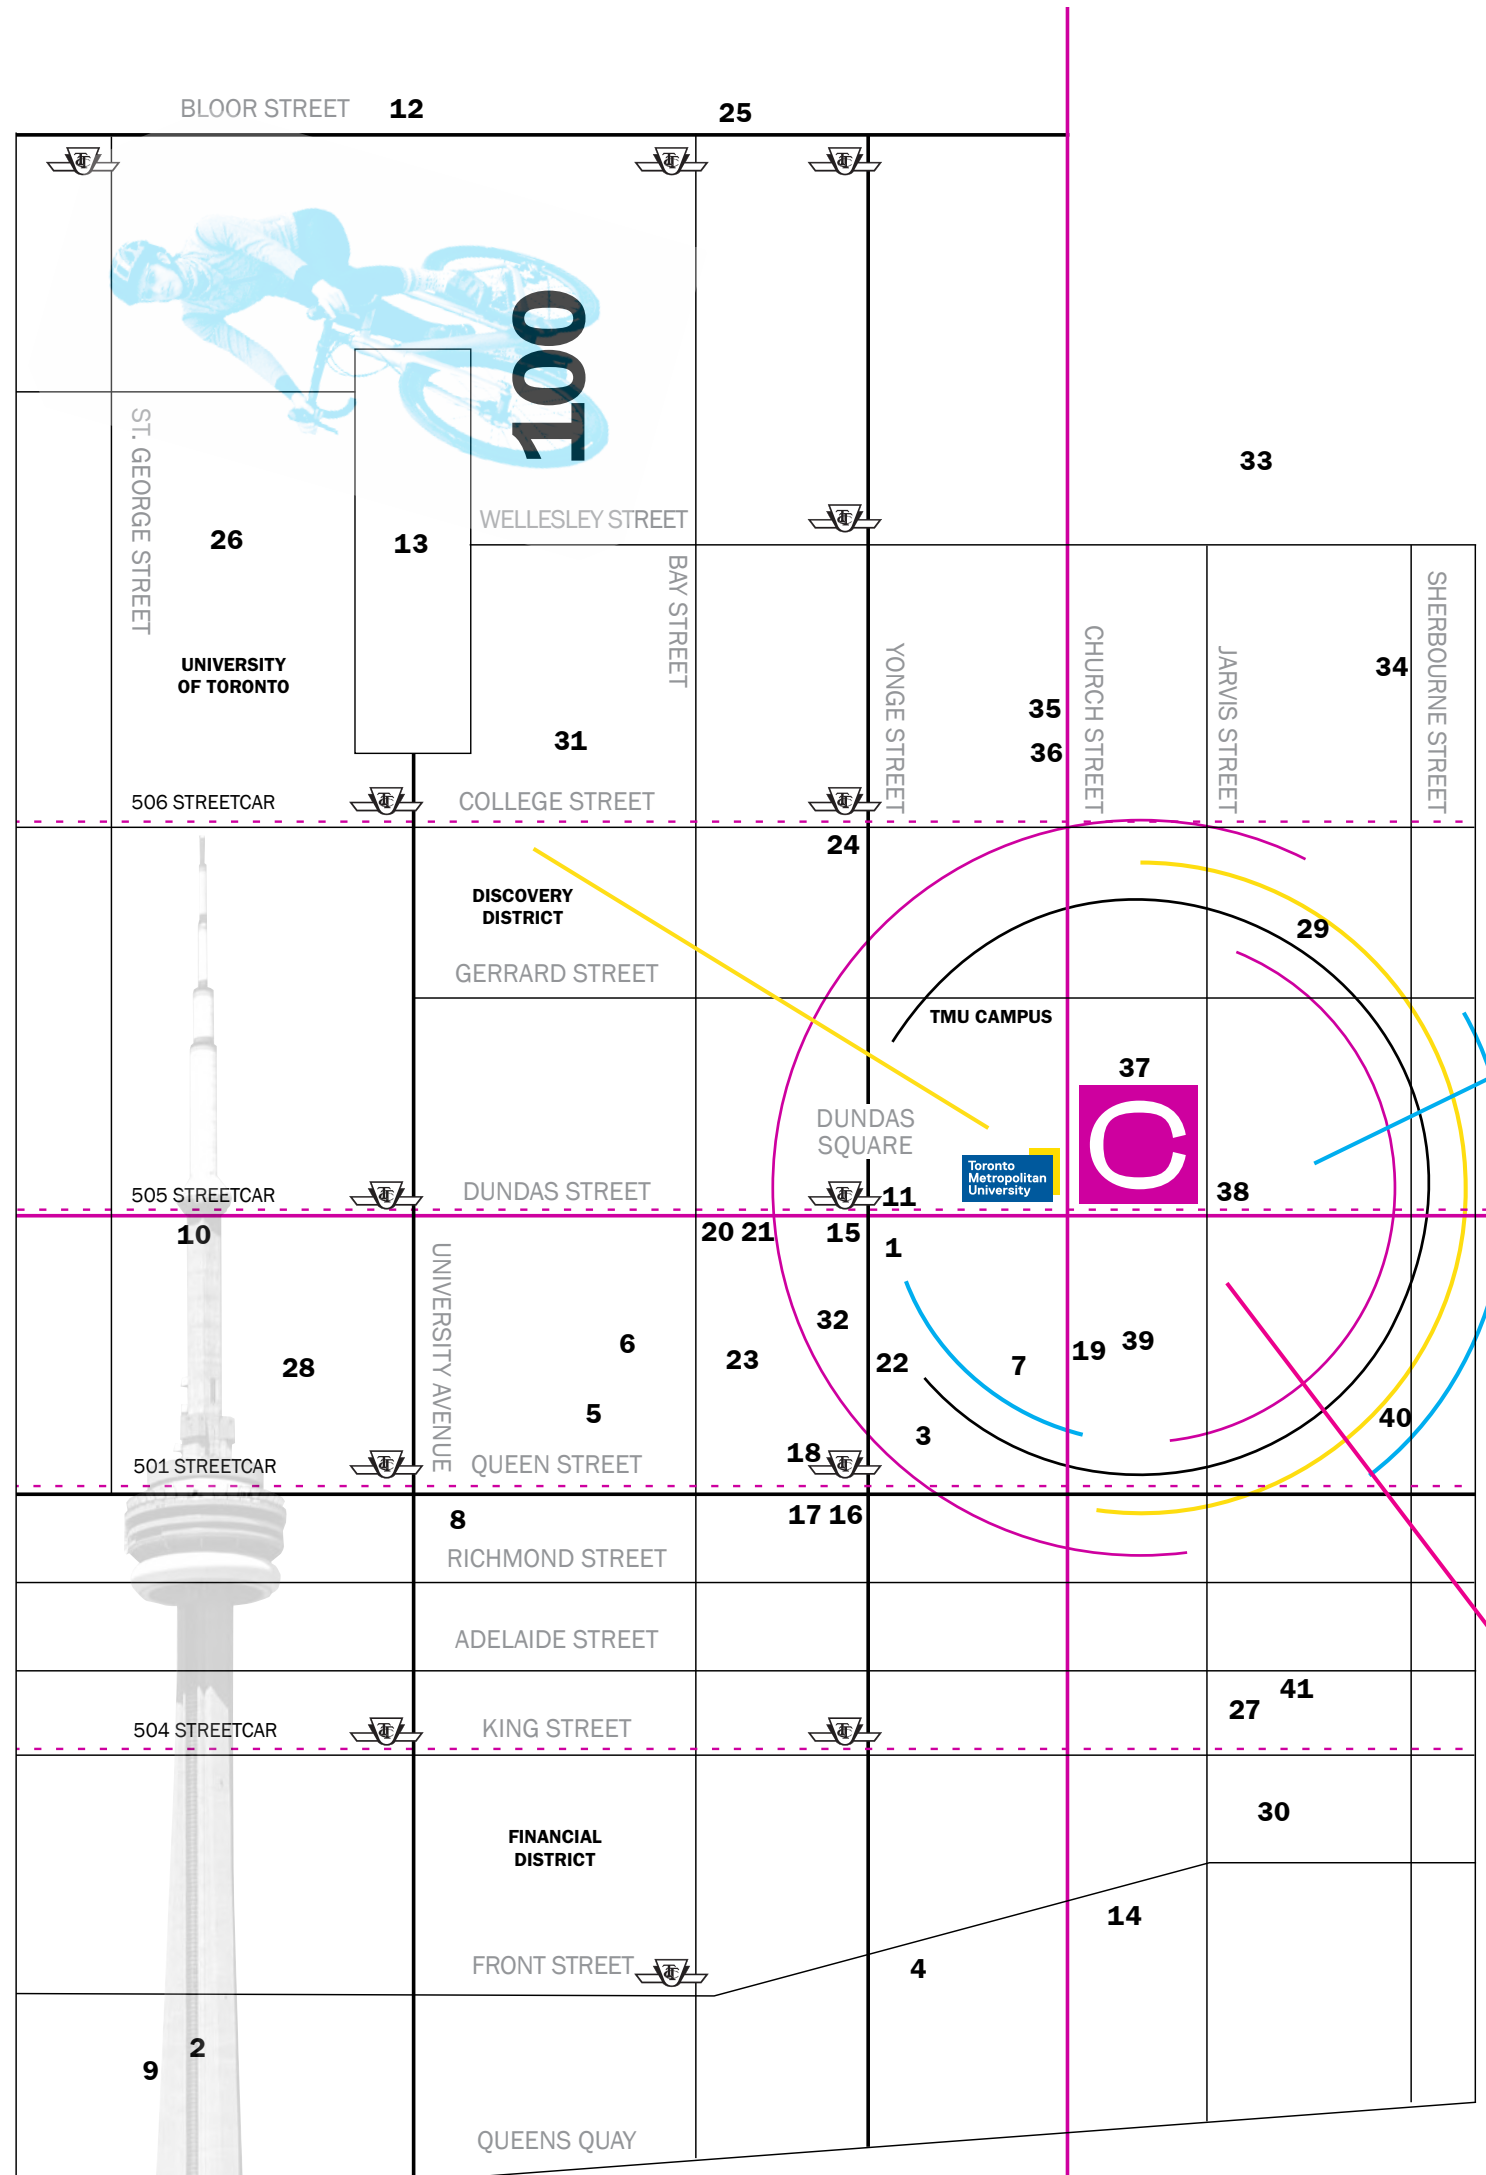 BLOOR STREET 12 25
100
33
ST. GEORGE STREET
WELLESLEY STREET
26
13
BAY STREET
SHERBOURNE STREET
YONGE STREET
CHURCH STREET
JARVIS STREET
34
UNIVERSITY
OF TORONTO
35
31
36
506 STREETCAR
COLLEGE STREET
24
DISCOVERY
DISTRICT
29
GERRARD STREET
TMU CAMPUS
37
C
DUNDAS
SQUARE
Toronto
Metropolitan
University
505 STREETCAR
DUNDAS STREET
11
38
10
20 21
15
1
UNIVERSITY AVENUE
32
6
23
22
7
19
39
28
5
3
40
18
501 STREETCAR
QUEEN STREET
8
17 16
RICHMOND STREET
ADELAIDE STREET
41
27
504 STREETCAR
KING STREET
30
FINANCIAL
DISTRICT
14
FRONT STREET
4
2
9
QUEENS QUAY